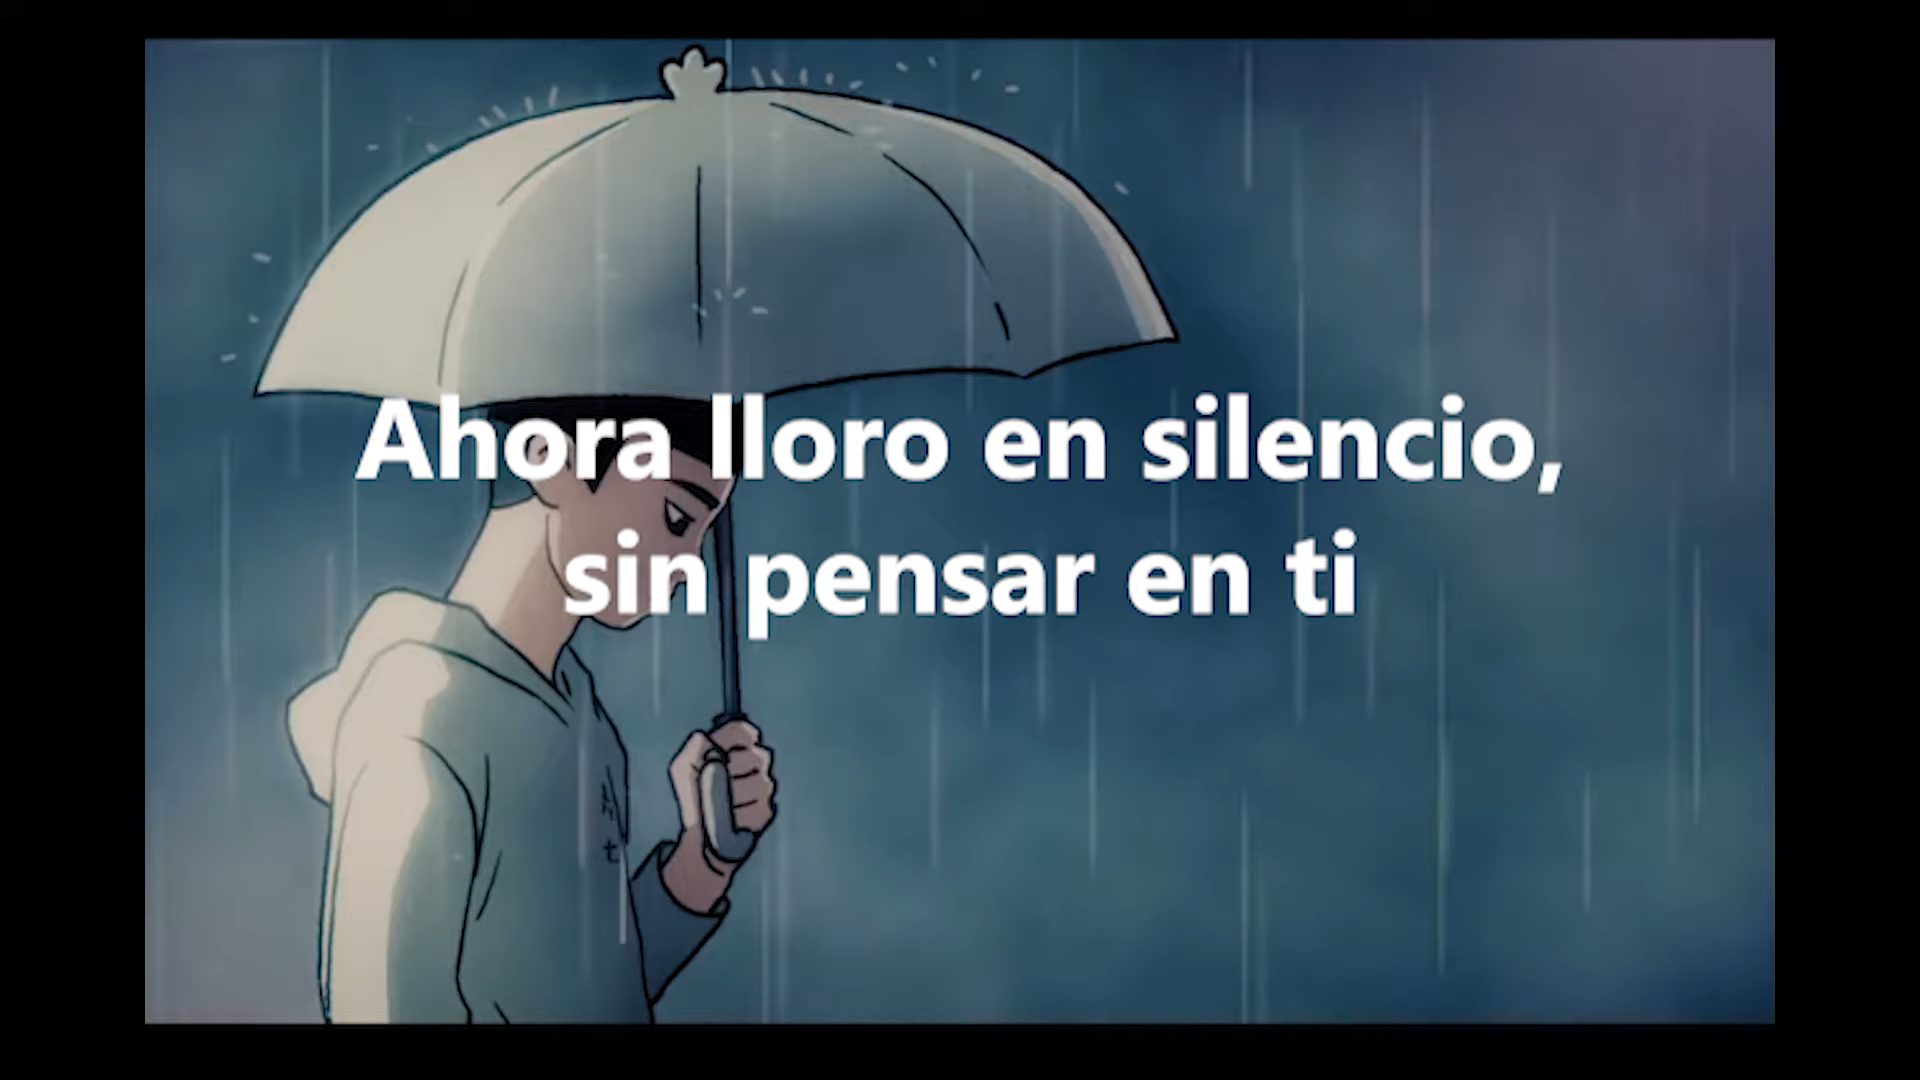 Ahora lloro en silencio,
sin pensar en ti